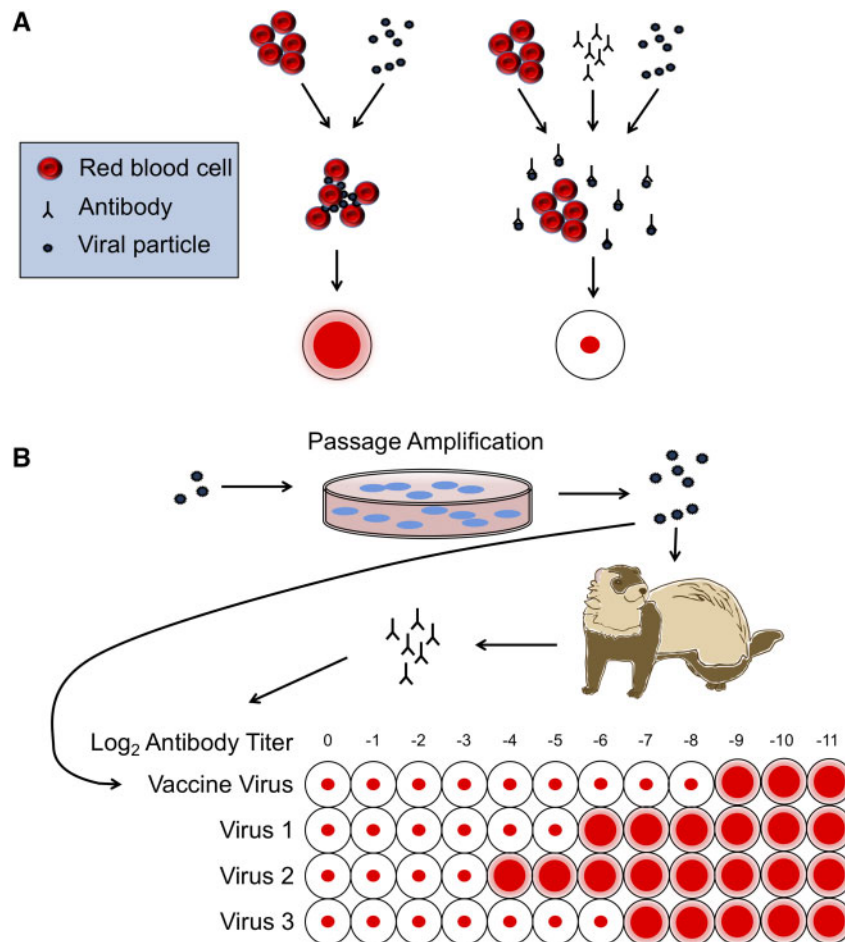 A
Red blood cell
Antibody
Viral particle
B
Passage Amplification
Log2 Antibody Titer 0 -1 -2 -3 -4 -5 -6 -7 -8 -9 -10 -11
Vaccine Virus
Virus 1
Virus 2
Virus 3